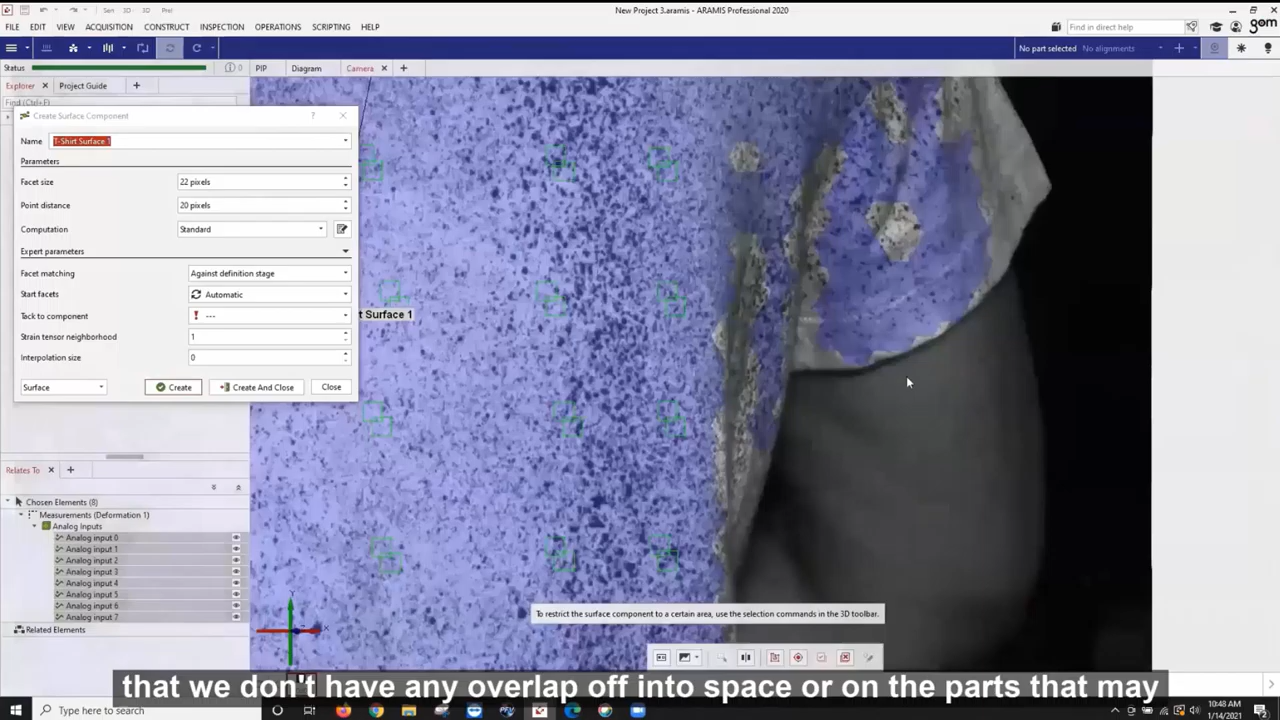 New Project 3.aramis - ARAMIS Professional 2020
Sh Sh Prel
FILE EDIT VIEW ACQUISITION CONSTRUCT INSPECTION OPERATIONS SCRIPTING HELP
Find in direct help
gom
No part selected No alignments
Status 0
PIP Diagram Camera
Explorer Project Guide
Find (Ctrl+F)
Create Surface Component ?
Name T-Shirt Surface 1
Parameters
Facet size 22 pixels
Point distance 20 pixels
Computation Standard
Expert parameters
Facet matching Against definition stage
Start facets Automatic
Tack to component ! ---
t Surface 1
Strain tensor neighborhood 1
Interpolation size 0
Surface Create Create And Close Close
Relates To
Chosen Elements (8)
Measurements (Deformation 1)
Analog Inputs
Analog input 0
Analog input 1
Analog input 2
Analog input 3
Analog input 4
Analog input 5
Analog input 6
Analog input 7
Related Elements
Y
X
To restrict the surface component to a certain area, use the selection commands in the 3D toolbar.
that we don't have any overlap off into space or on the parts that may
Type here to search
PFV
10:48 AM
1/14/2021